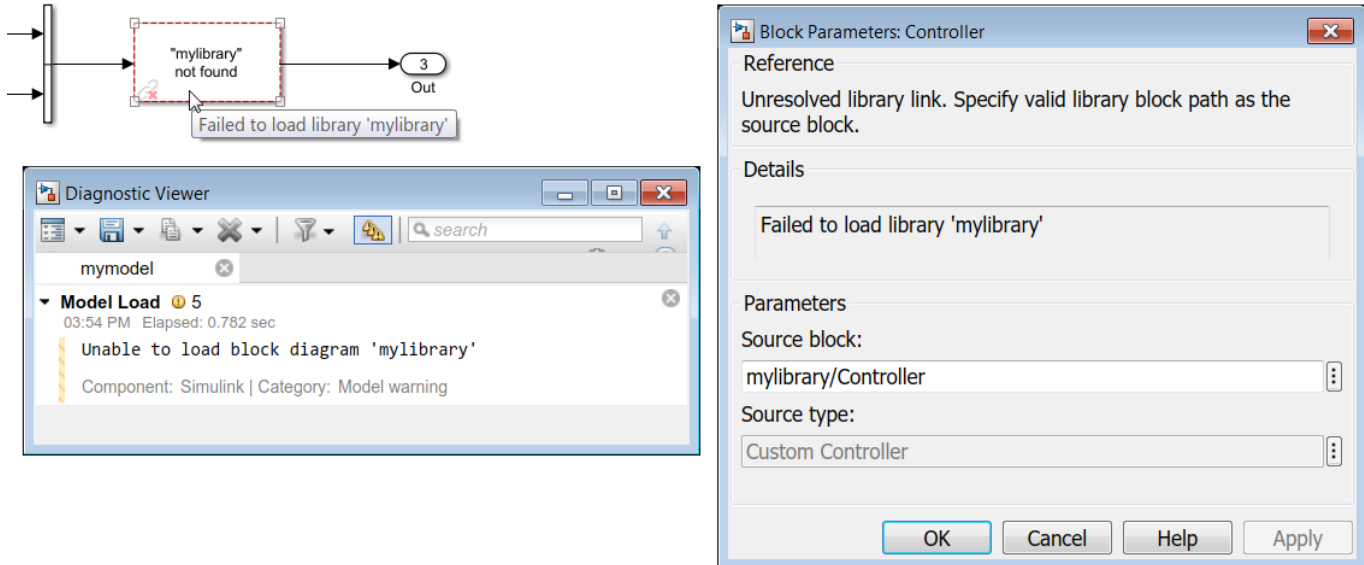 "mylibrary"
not found
3
Out
Failed to load library 'mylibrary'
Diagnostic Viewer
search
mymodel
Model Load 5
03:54 PM Elapsed: 0.782 sec
Unable to load block diagram 'mylibrary'
Component: Simulink | Category: Model warning
Block Parameters: Controller
Reference
Unresolved library link. Specify valid library block path as the
source block.
Details
Failed to load library 'mylibrary'
Parameters
Source block:
mylibrary/Controller
Source type:
Custom Controller
OK Cancel Help Apply